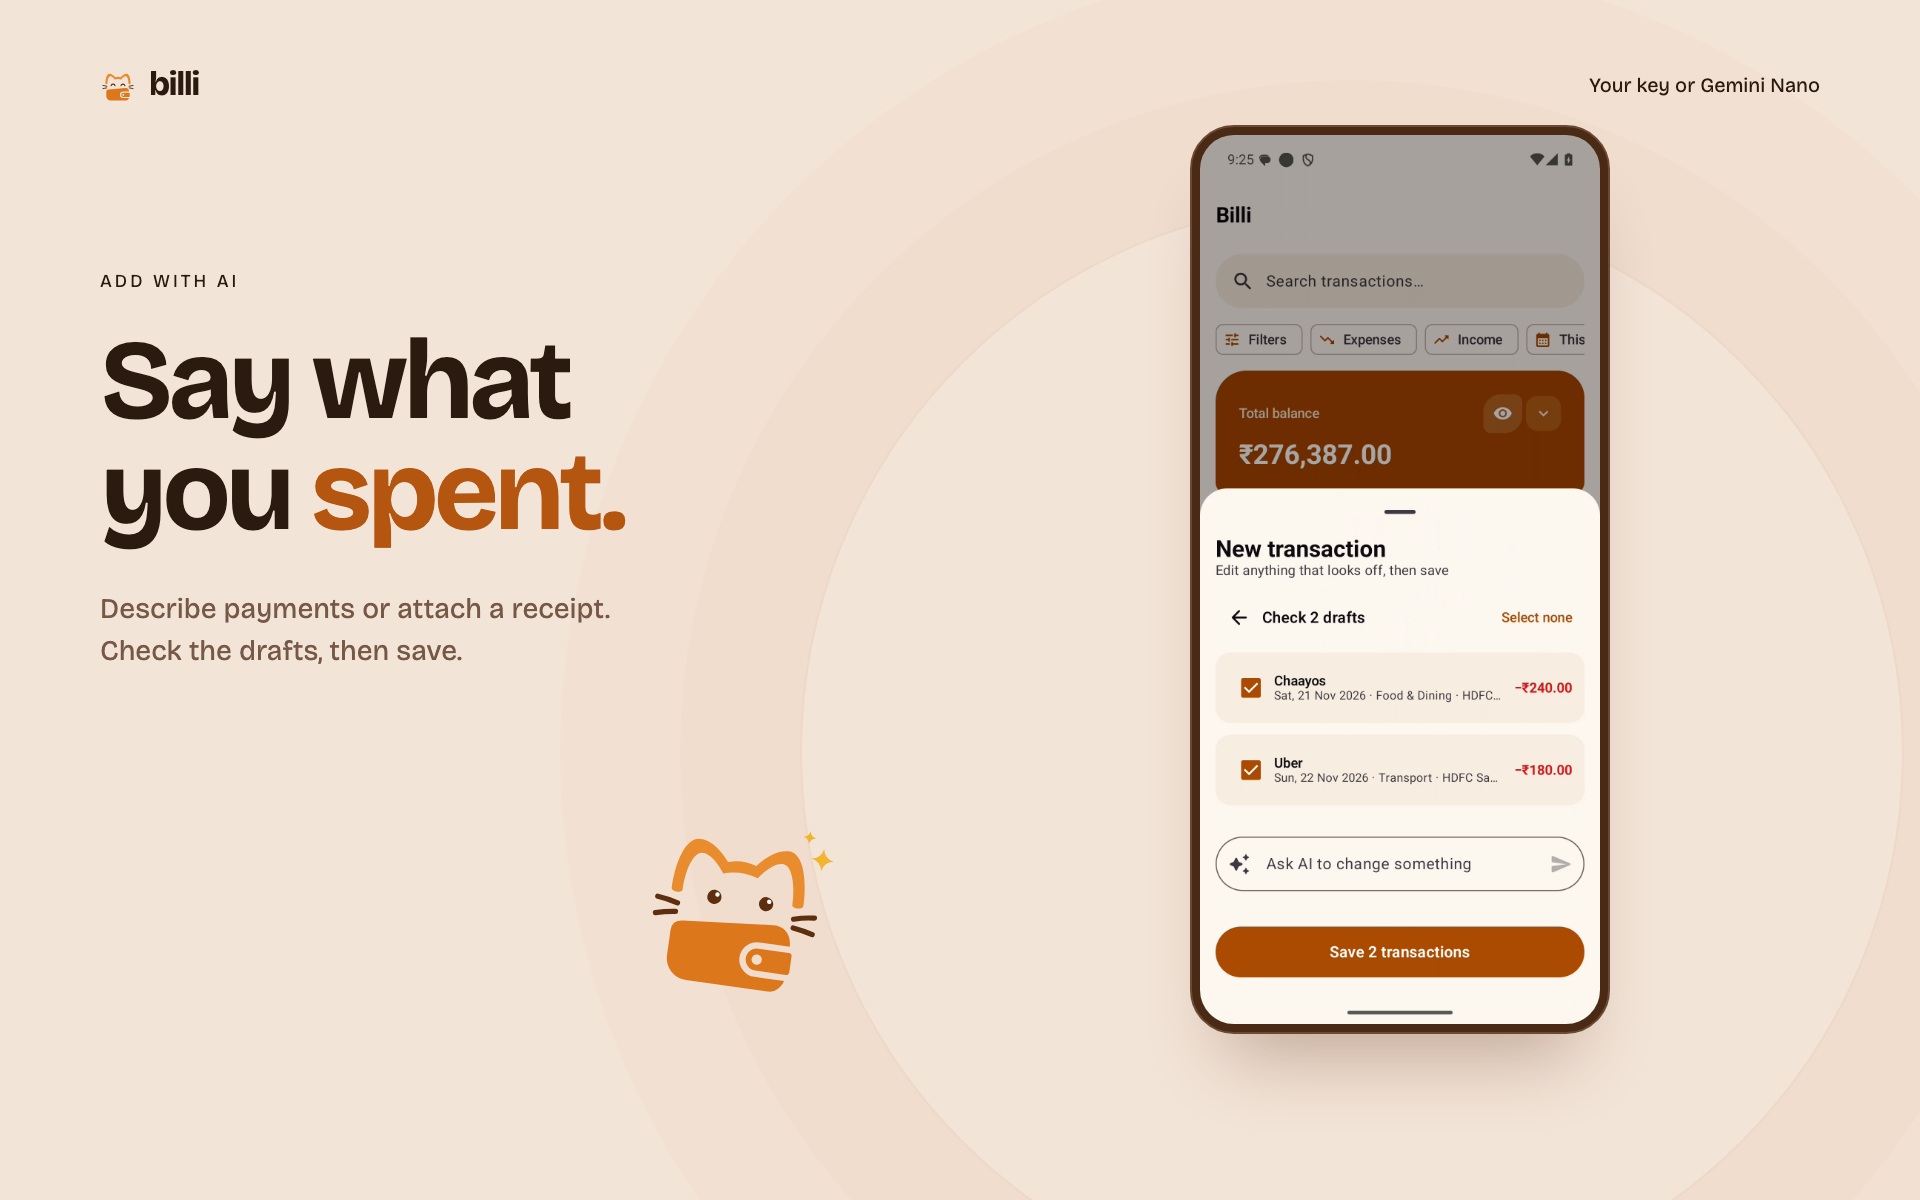 billi
Your key or Gemini Nano
ADD WITH AI
Say what
you spent.
Describe payments or attach a receipt.
Check the drafts, then save.
9:25
Billi
Search transactions…
Filters
Expenses
Income
This
Total balance
₹276,387.00
New transaction
Edit anything that looks off, then save
Check 2 drafts
Select none
Chaayos
Sat, 21 Nov 2026 · Food & Dining · HDFC…
−₹240.00
Uber
Sun, 22 Nov 2026 · Transport · HDFC Sa…
−₹180.00
Ask AI to change something
Save 2 transactions